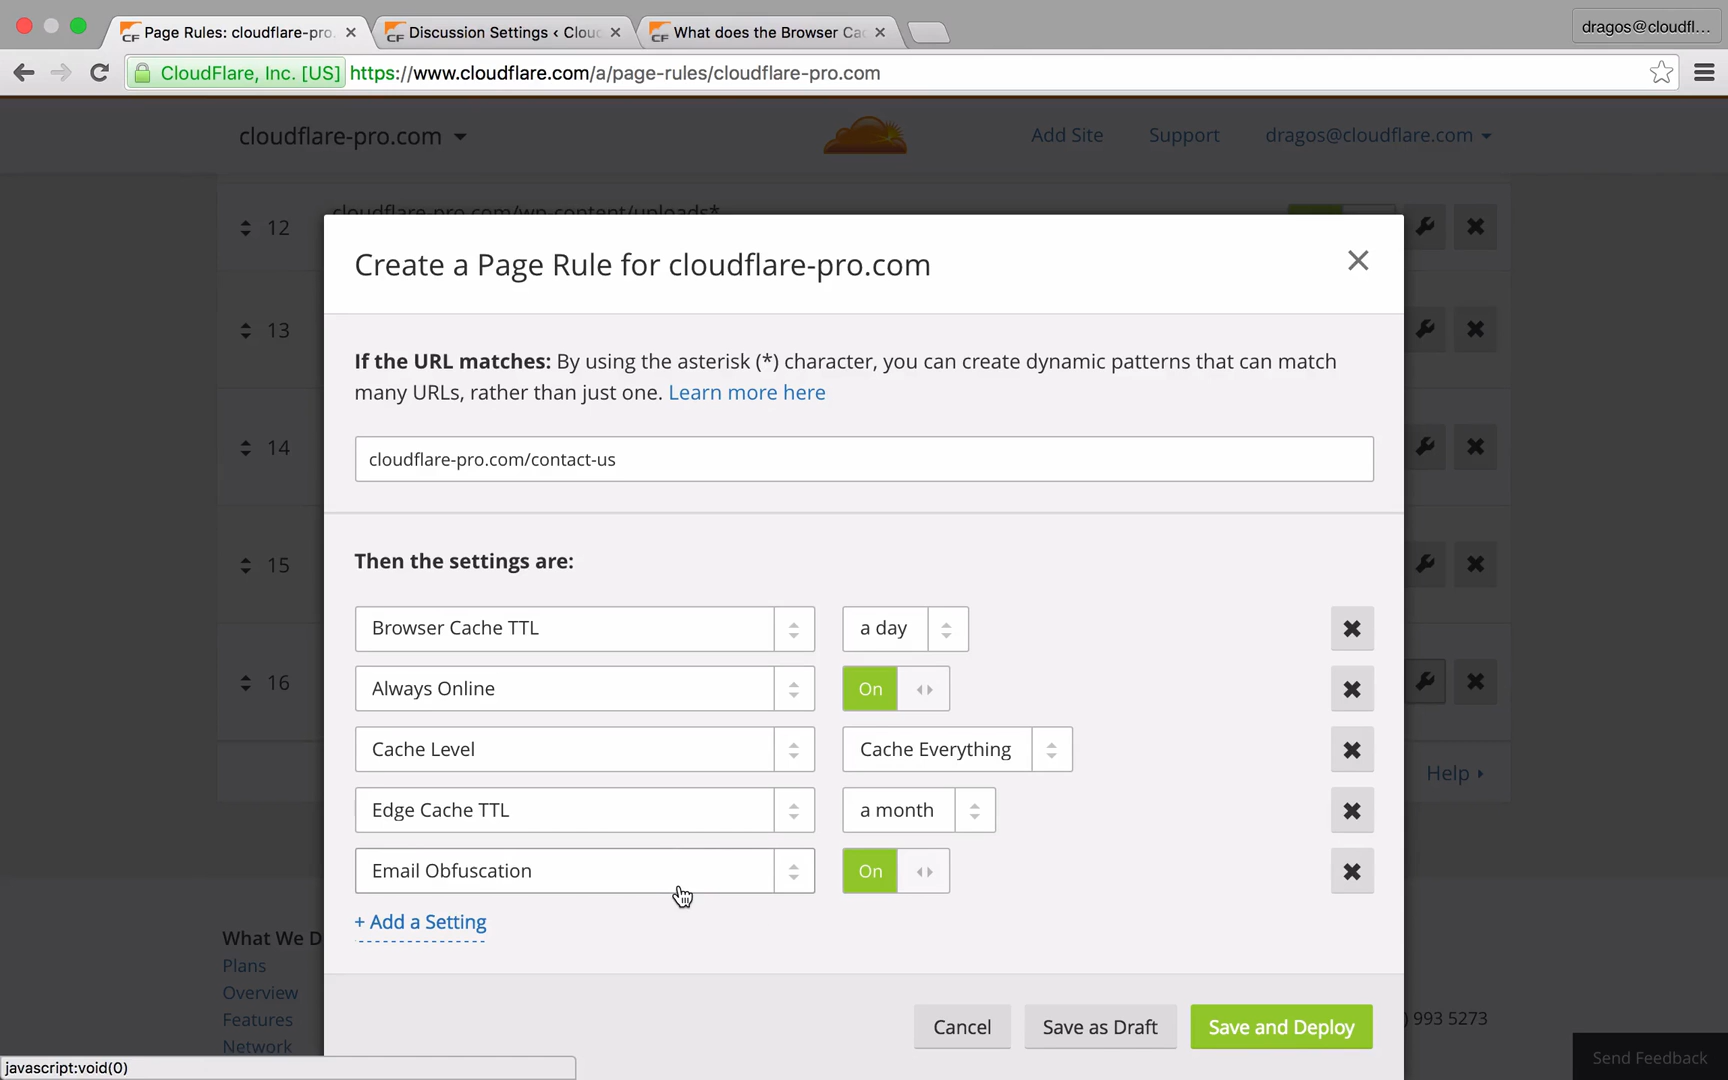 Page Rules: cloudflare-pro.
Discussion Settings ‹ Clou
What does the Browser Ca
dragos@cloudfl...
CloudFlare, Inc. [US] https://www.cloudflare.com/a/page-rules/cloudflare-pro.com
cloudflare-pro.com
Add Site
Support
dragos@cloudflare.com
12
cloudflare-pro.com/wp-content/uploads*
Create a Page Rule for cloudflare-pro.com
13
If the URL matches: By using the asterisk (*) character, you can create dynamic patterns that can match
many URLs, rather than just one. Learn more here
14
cloudflare-pro.com/contact-us
15
Then the settings are:
Browser Cache TTL
a day
16
Always Online
On
Cache Level
Cache Everything
Help
Edge Cache TTL
a month
Email Obfuscation
On
+ Add a Setting
What We D
Plans
Overview
Features
Network
Cancel
Save as Draft
Save and Deploy
) 993 5273
Send Feedback
javascript:void(0)